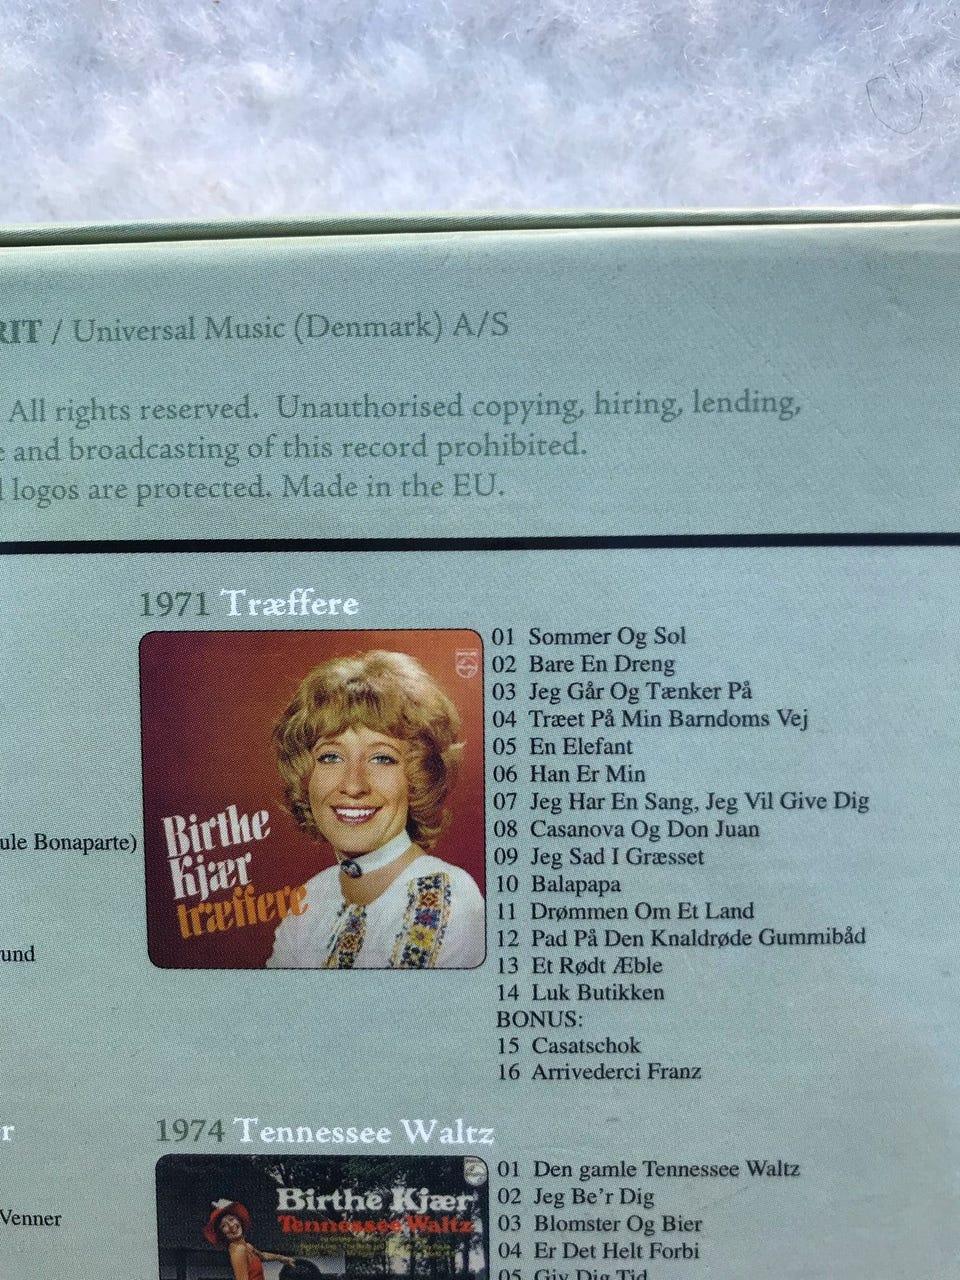 RIT / Universal Music (Denmark) A/S
All rights reserved. Unauthorised copying, hiring, lending,
and broadcasting of this record prohibited.
logos are protected. Made in the EU.
1971 Træffere
Birthe
Kjær
træffere
01 Sommer Og Sol
02 Bare En Dreng
03 Jeg Går Og Tænker På
04 Træet På Min Barndoms Vej
05 En Elefant
06 Han Er Min
07 Jeg Har En Sang, Jeg Vil Give Dig
08 Casanova Og Don Juan
09 Jeg Sad I Græsset
10 Balapapa
11 Drømmen Om Et Land
12 Pad På Den Knaldrøde Gummibåd
13 Et Rødt Æble
14 Luk Butikken
BONUS:
15 Casatschok
16 Arrivederci Franz
ule Bonaparte)
und
r
Venner
1974 Tennessee Waltz
Birthe Kjær
Tennessee Waltz
01 Den gamle Tennessee Waltz
02 Jeg Be'r Dig
03 Blomster Og Bier
04 Er Det Helt Forbi
05 Giv Dig Tid